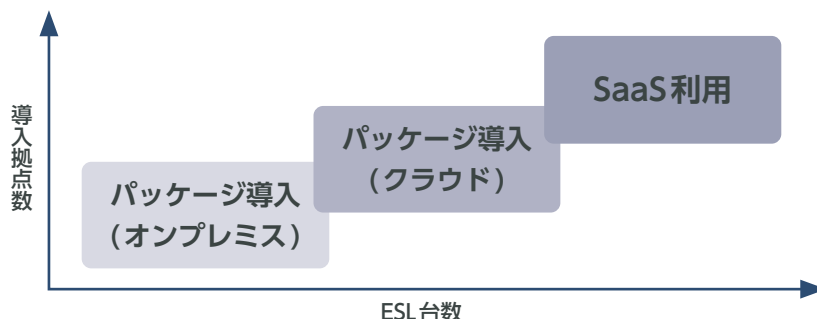 導入拠点数
パッケージ導入
(オンプレミス)
パッケージ導入
(クラウド)
SaaS利用
ESL台数